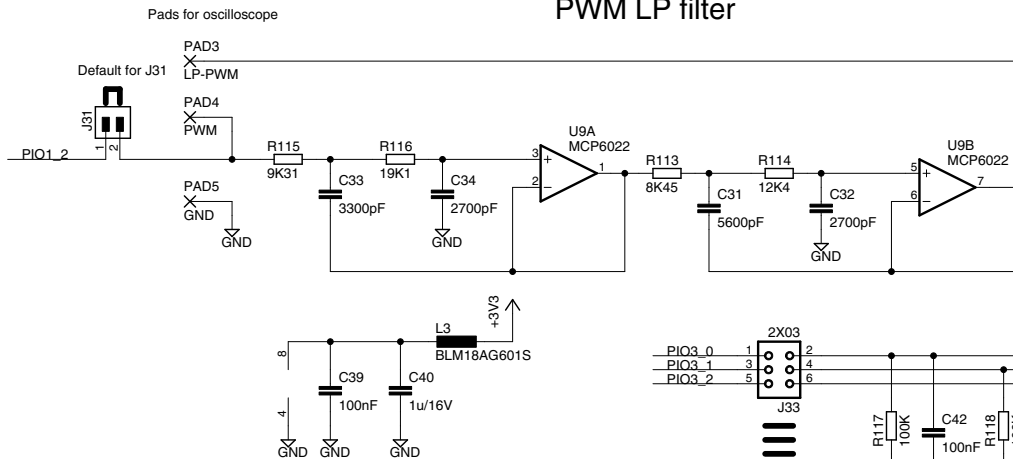 PWM LP filter
Pads for oscilloscope
PAD3
LP-PWM
Default for J31
PAD4
PWM
J31
1
2
PIO1_2
R115
9K31
R116
19K1
U9A
MCP6022
3
+
2
−
1
R113
8K45
R114
12K4
U9B
MCP6022
5
+
6
−
7
C33
3300pF
C34
2700pF
C31
5600pF
C32
2700pF
PAD5
GND
GND
GND
GND
+3V3
L3
BLM18AG601S
8
4
C39
100nF
C40
1u/16V
GND
GND
GND
2X03
PIO3_0
1
2
PIO3_1
3
4
PIO3_2
5
6
J33
R117
100K
C42
100nF
R118